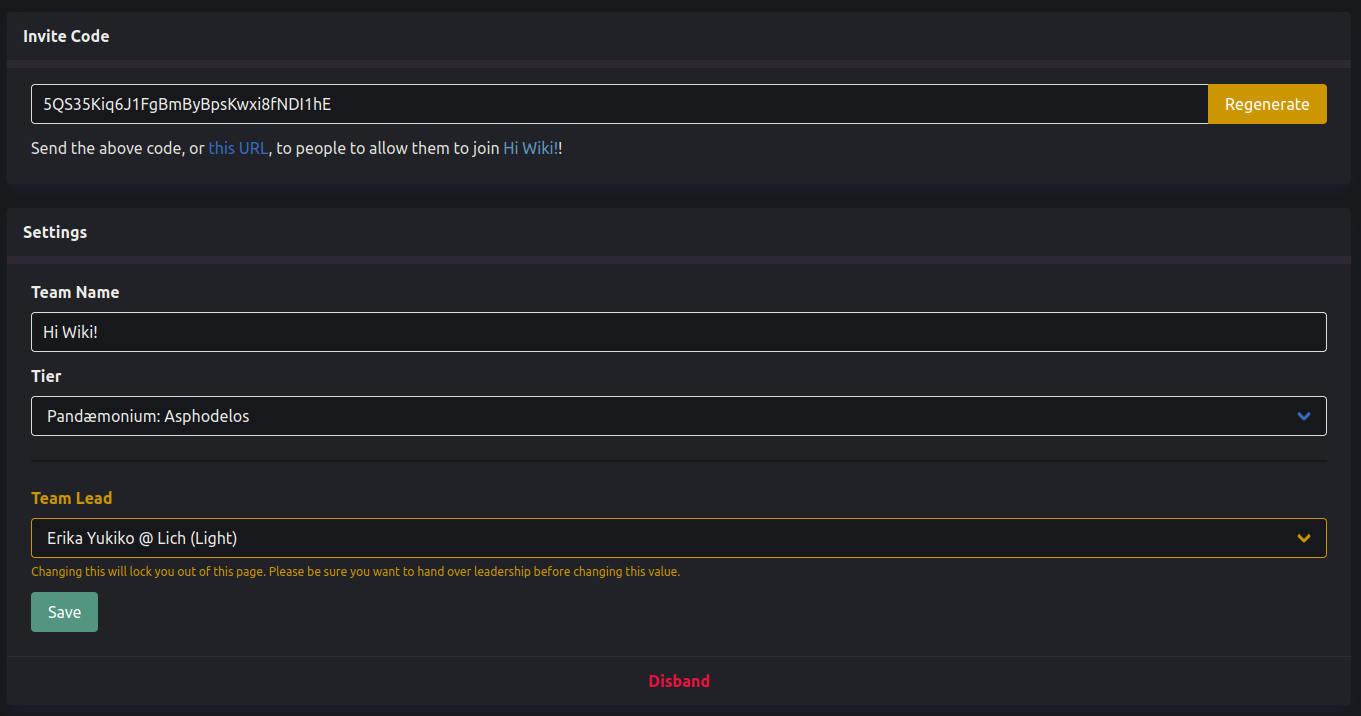 Invite Code
5QS35Kiq6J1FgBmByBpsKwxi8fNDI1hE Regenerate
Send the above code, or this URL, to people to allow them to join Hi Wiki!!
Settings
Team Name
Hi Wiki!
Tier
Pandæmonium: Asphodelos
Team Lead
Erika Yukiko @ Lich (Light)
Changing this will lock you out of this page. Please be sure you want to hand over leadership before changing this value.
Save
Disband